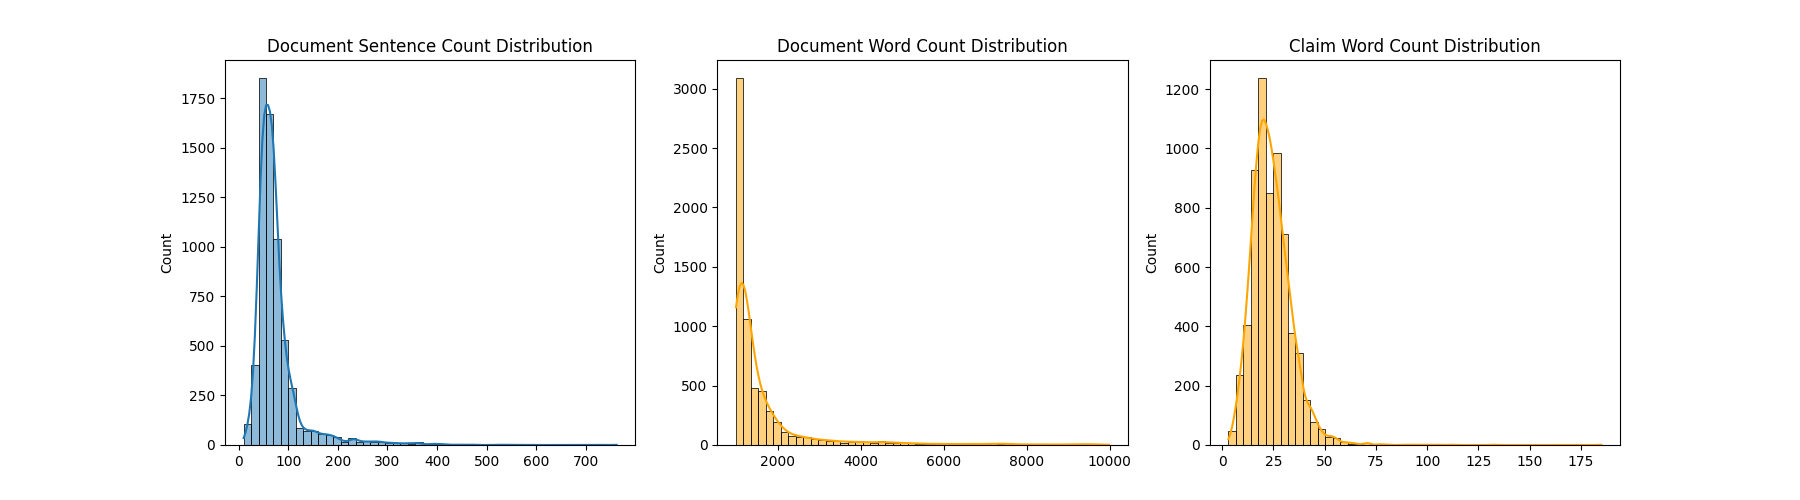 Document Sentence Count Distribution
Count
0
250
500
750
1000
1250
1500
1750
0 100 200 300 400 500 600 700
Document Word Count Distribution
Count
0
500
1000
1500
2000
2500
3000
2000 4000 6000 8000 10000
Claim Word Count Distribution
Count
0
200
400
600
800
1000
1200
0 25 50 75 100 125 150 175